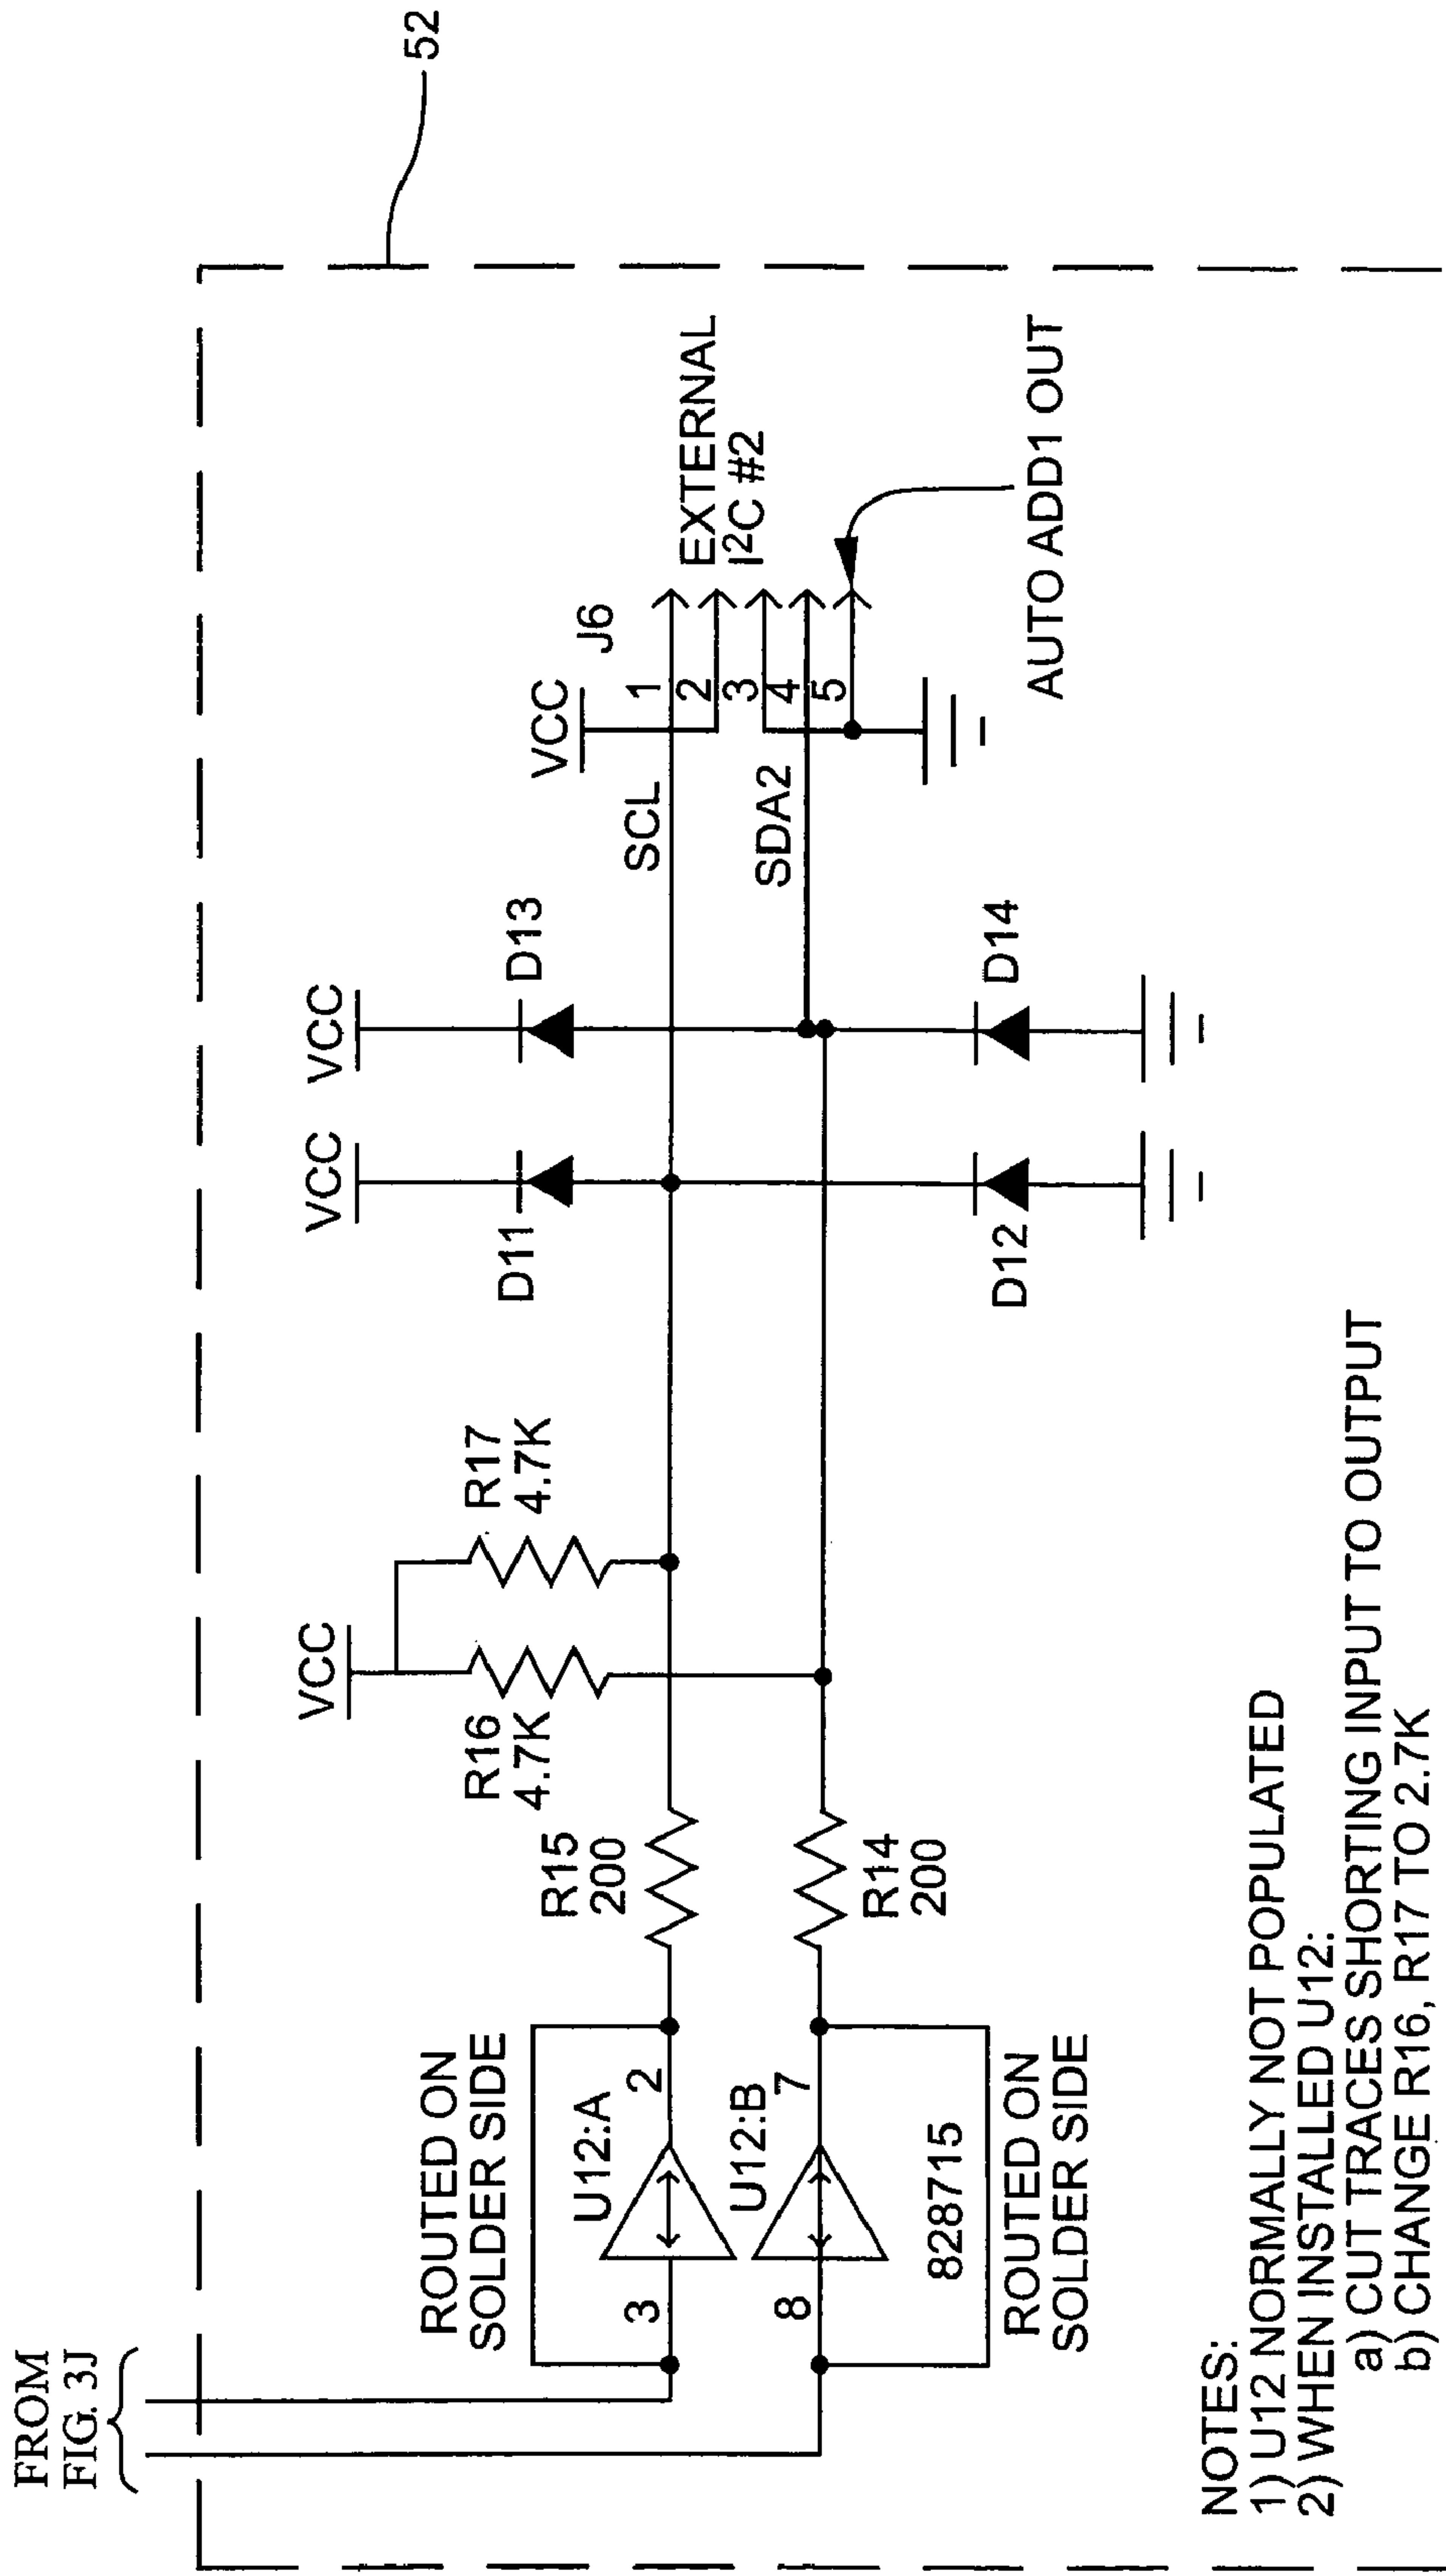 FROM
FIG. 3J
52
ROUTED ON
SOLDER SIDE
U12:A
3
2
U12:B
8
7
828715
ROUTED ON
SOLDER SIDE
R15
200
R14
200
VCC
R16
4.7K
R17
4.7K
VCC
D11
D12
VCC
D13
D14
SCL
SDA2
VCC
J6
1
2
3
4
5
EXTERNAL
I²C #2
AUTO ADD1 OUT
NOTES:
1) U12 NORMALLY NOT POPULATED
2) WHEN INSTALLED U12:
a) CUT TRACES SHORTING INPUT TO OUTPUT
b) CHANGE R16, R17 TO 2.7K